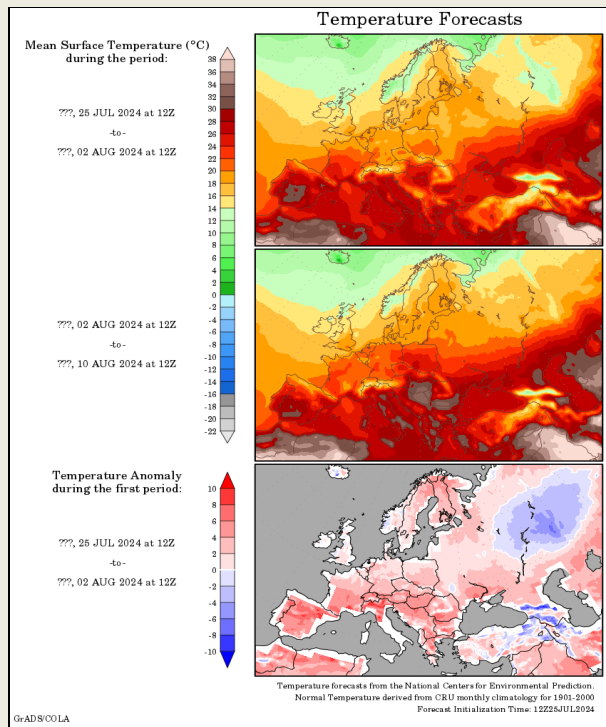 Temperature Forecasts
Mean Surface Temperature (°C)
during the period:
38
36
34
32
30
28
26
24
22
20
18
16
14
12
10
8
6
4
2
0
-2
-4
-6
-8
-10
-12
-14
-16
-18
-20
-22
???, 25 JUL 2024 at 12Z
-to-
???, 02 AUG 2024 at 12Z
???, 02 AUG 2024 at 12Z
-to-
???, 10 AUG 2024 at 12Z
Temperature Anomaly
during the first period:
10
8
6
4
2
0
-2
-4
-6
-8
-10
???, 25 JUL 2024 at 12Z
-to-
???, 02 AUG 2024 at 12Z
Temperature forecasts from the National Centers for Environmental Prediction.
Normal Temperature derived from CRU monthly climatology for 1901-2000
Forecast Initialization Time: 12Z25JUL2024
GrADS/COLA